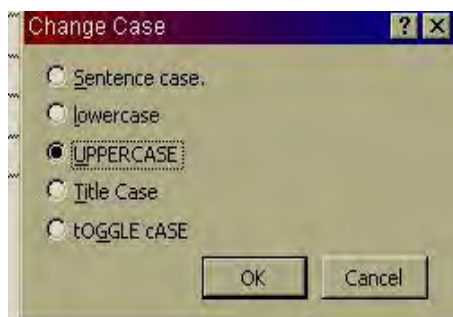 Change Case
? X
Sentence case.
lowercase
UPPERCASE
Title Case
tOGGLE cASE
OK Cancel